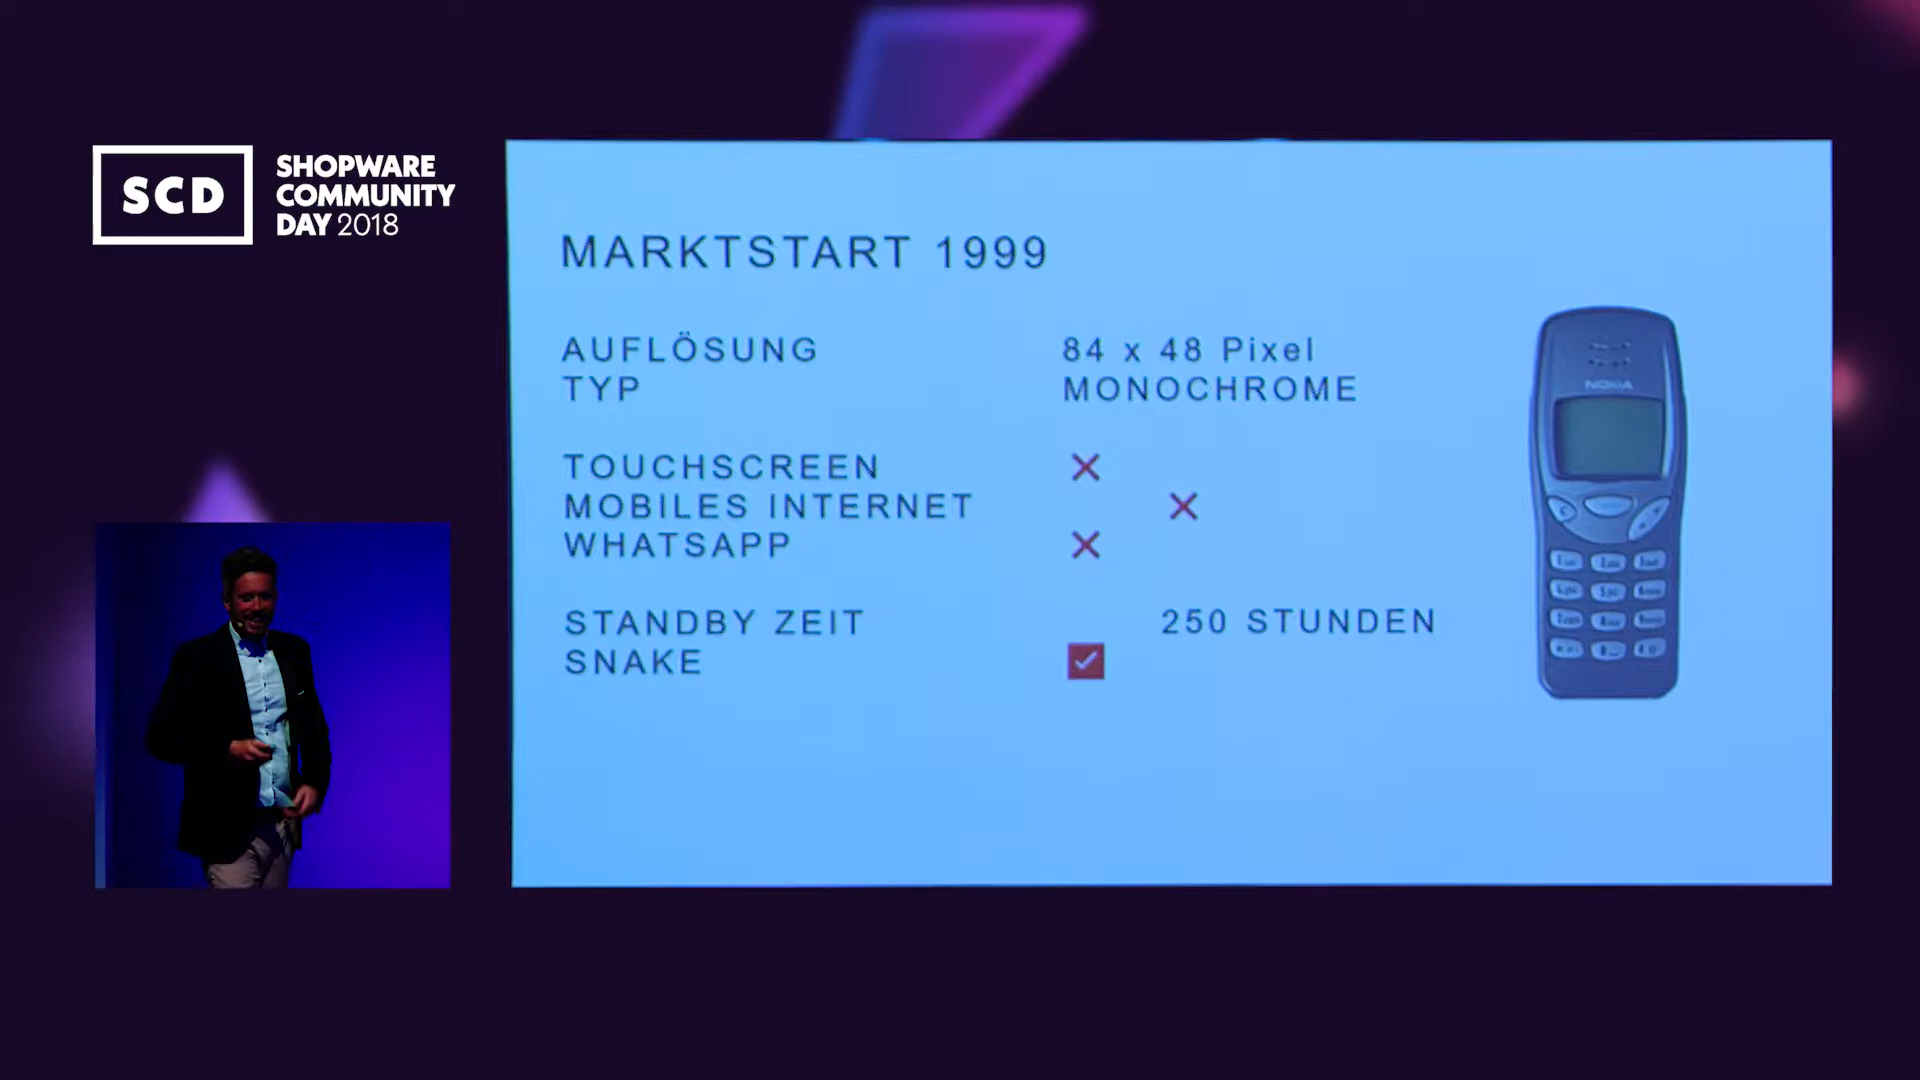 SCD
SHOPWARE
COMMUNITY
DAY 2018
MARKTSTART 1999
AUFLÖSUNG 84 x 48 Pixel
TYP MONOCHROME
TOUCHSCREEN
MOBILES INTERNET
WHATSAPP
STANDBY ZEIT 250 STUNDEN
SNAKE
NOKIA